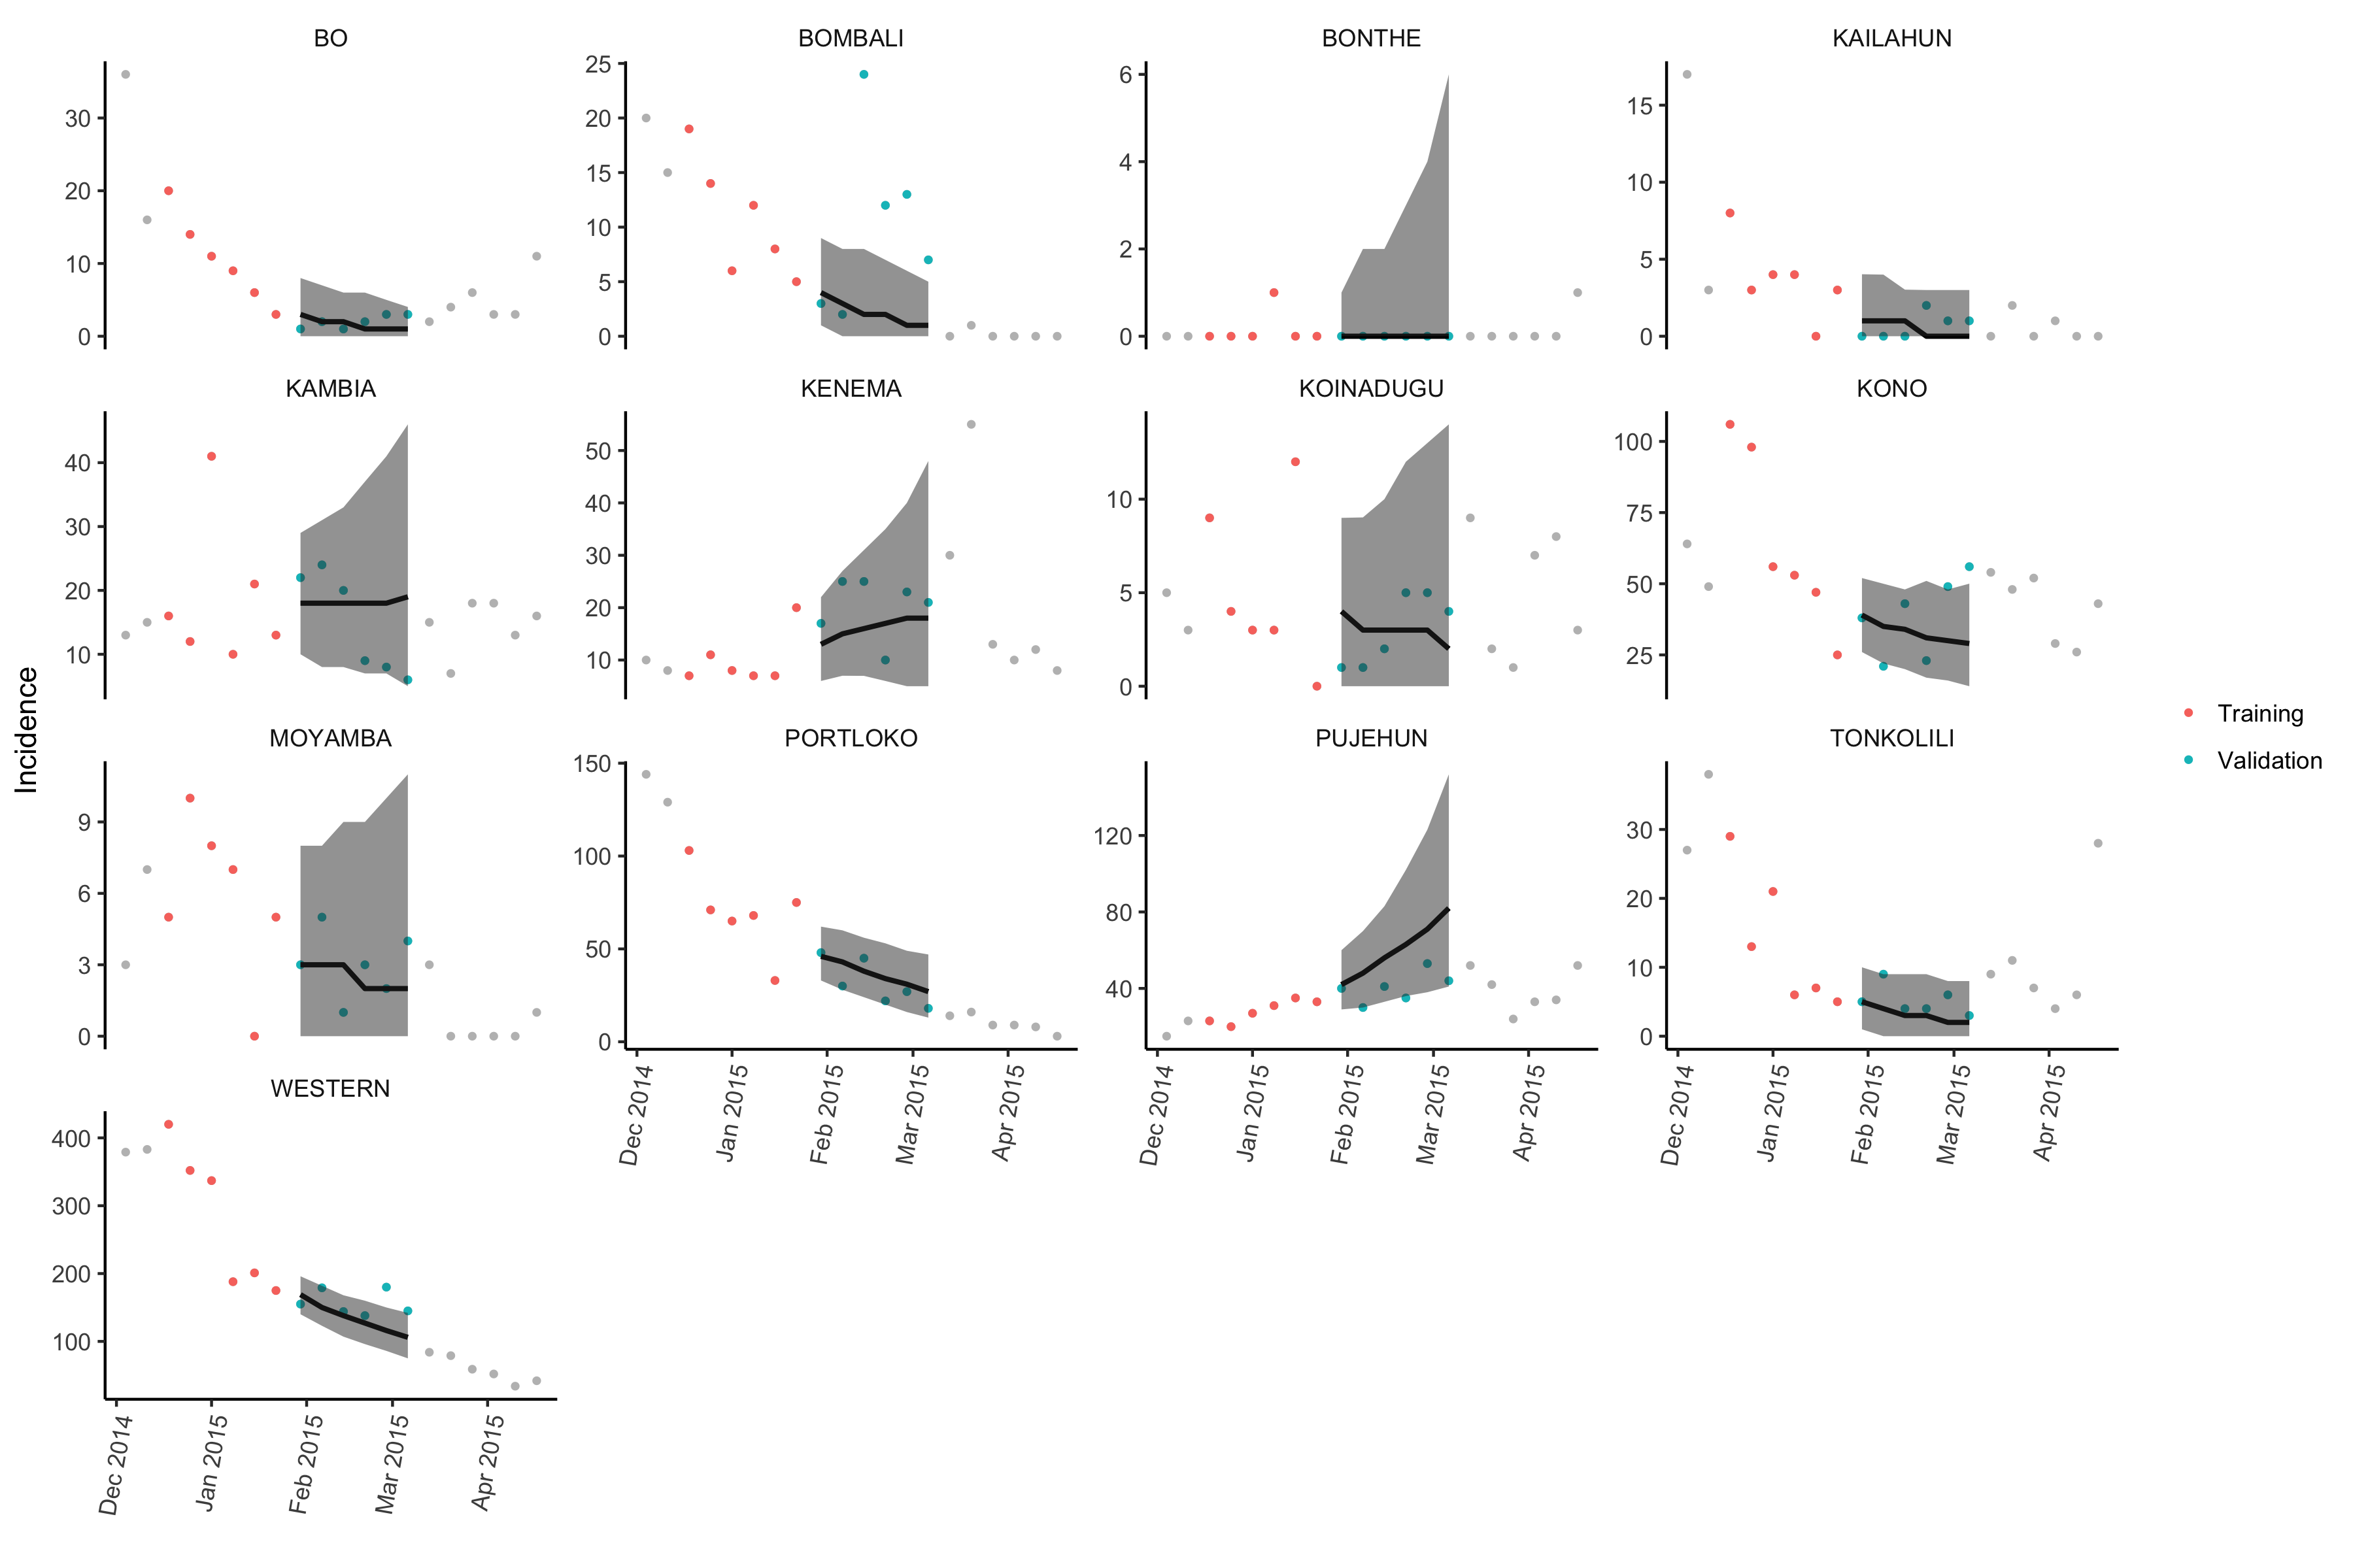 BO
BOMBALI
BONTHE
KAILAHUN
30
20
10
0
25
20
15
10
5
0
6
4
2
0
15
10
5
0
KAMBIA
KENEMA
KOINADUGU
KONO
40
30
20
10
50
40
30
20
10
10
5
0
100
75
50
25
Incidence
MOYAMBA
PORTLOKO
PUJEHUN
TONKOLILI
9
6
3
0
150
100
50
0
120
80
40
30
20
10
0
Dec 2014
Jan 2015
Feb 2015
Mar 2015
Apr 2015
Dec 2014
Jan 2015
Feb 2015
Mar 2015
Apr 2015
Dec 2014
Jan 2015
Feb 2015
Mar 2015
Apr 2015
WESTERN
400
300
200
100
Dec 2014
Jan 2015
Feb 2015
Mar 2015
Apr 2015
Training
Validation